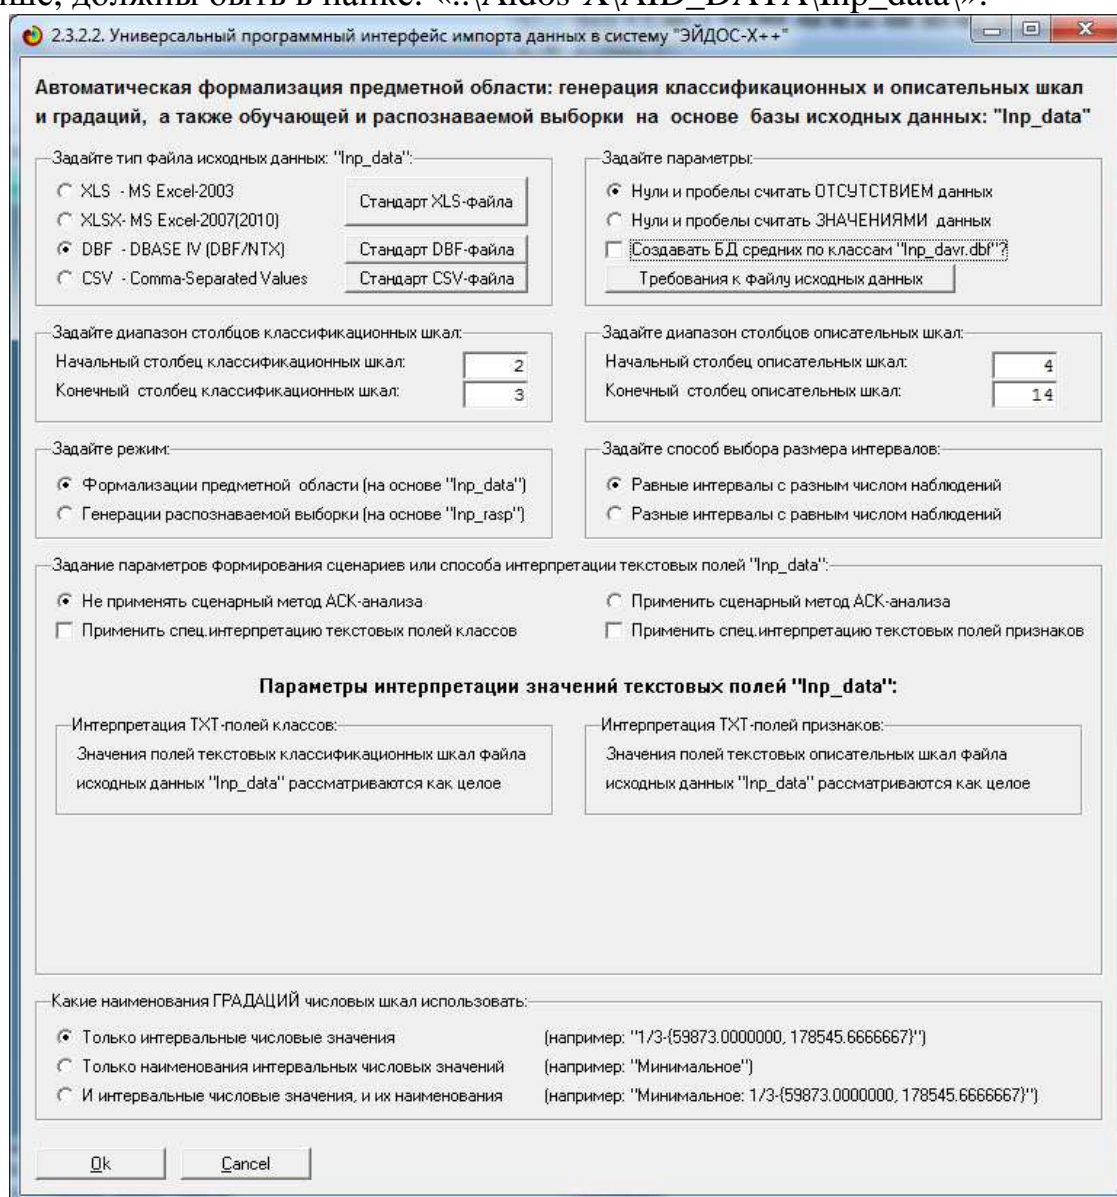 должны быть в папке: «..\Aidos-X\AID_DATA\Inp_data\».
2.3.2.2. Универсальный программный интерфейс импорта данных в систему "ЭЙДОС-X++"
Автоматическая формализация предметной области: генерация классификационных и описательных шкал
и градаций, а также обучающей и распознаваемой выборки на основе базы исходных данных: "Inp_data"
Задайте тип файла исходных данных: "Inp_data":
XLS - MS Excel-2003
XLSX- MS Excel-2007(2010)
DBF - DBASE IV (DBF/NTX)
CSV - Comma-Separated Values
Стандарт XLS-файла
Стандарт DBF-файла
Стандарт CSV-файла
Задайте параметры:
Нули и пробелы считать ОТСУТСТВИЕМ данных
Нули и пробелы считать ЗНАЧЕНИЯМИ данных
Создавать БД средних по классам "Inp_davr.dbf"?
Требования к файлу исходных данных
Задайте диапазон столбцов классификационных шкал:
Начальный столбец классификационных шкал: 2
Конечный столбец классификационных шкал: 3
Задайте диапазон столбцов описательных шкал:
Начальный столбец описательных шкал: 4
Конечный столбец описательных шкал: 14
Задайте режим:
Формализации предметной области (на основе "Inp_data")
Генерации распознаваемой выборки (на основе "Inp_rasp")
Задайте способ выбора размера интервалов:
Равные интервалы с разным числом наблюдений
Разные интервалы с равным числом наблюдений
Задание параметров формирования сценариев или способа интерпретации текстовых полей "Inp_data":
Не применять сценарный метод АСК-анализа
Применить спец.интерпретацию текстовых полей классов
Применить сценарный метод АСК-анализа
Применить спец.интерпретацию текстовых полей признаков
Параметры интерпретации значений текстовых полей "Inp_data":
Интерпретация TXT-полей классов:
Значения полей текстовых классификационных шкал файла
исходных данных "Inp_data" рассматриваются как целое
Интерпретация TXT-полей признаков:
Значения полей текстовых описательных шкал файла
исходных данных "Inp_data" рассматриваются как целое
Какие наименования ГРАДАЦИЙ числовых шкал использовать:
Только интервальные числовые значения (например: "1/3-{59873.0000000, 178545.6666667}")
Только наименования интервальных числовых значений (например: "Минимальное")
И интервальные числовые значения, и их наименования (например: "Минимальное: 1/3-{59873.0000000, 178545.6666667}")
Ok Cancel